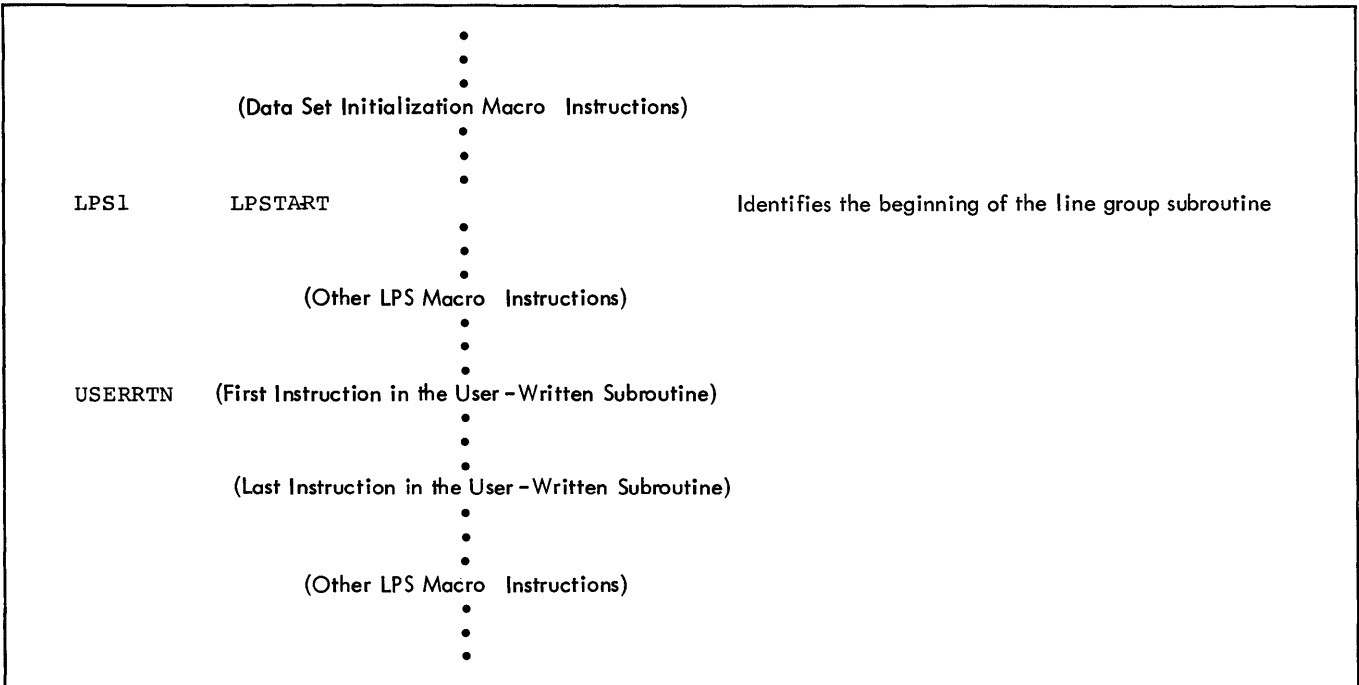 (Data Set Initialization Macro Instructions)
LPS1 LPSTART Identifies the beginning of the line group subroutine
(Other LPS Macro Instructions)
USERRTN (First Instruction in the User-Written Subroutine)
(Last Instruction in the User-Written Subroutine)
(Other LPS Macro Instructions)